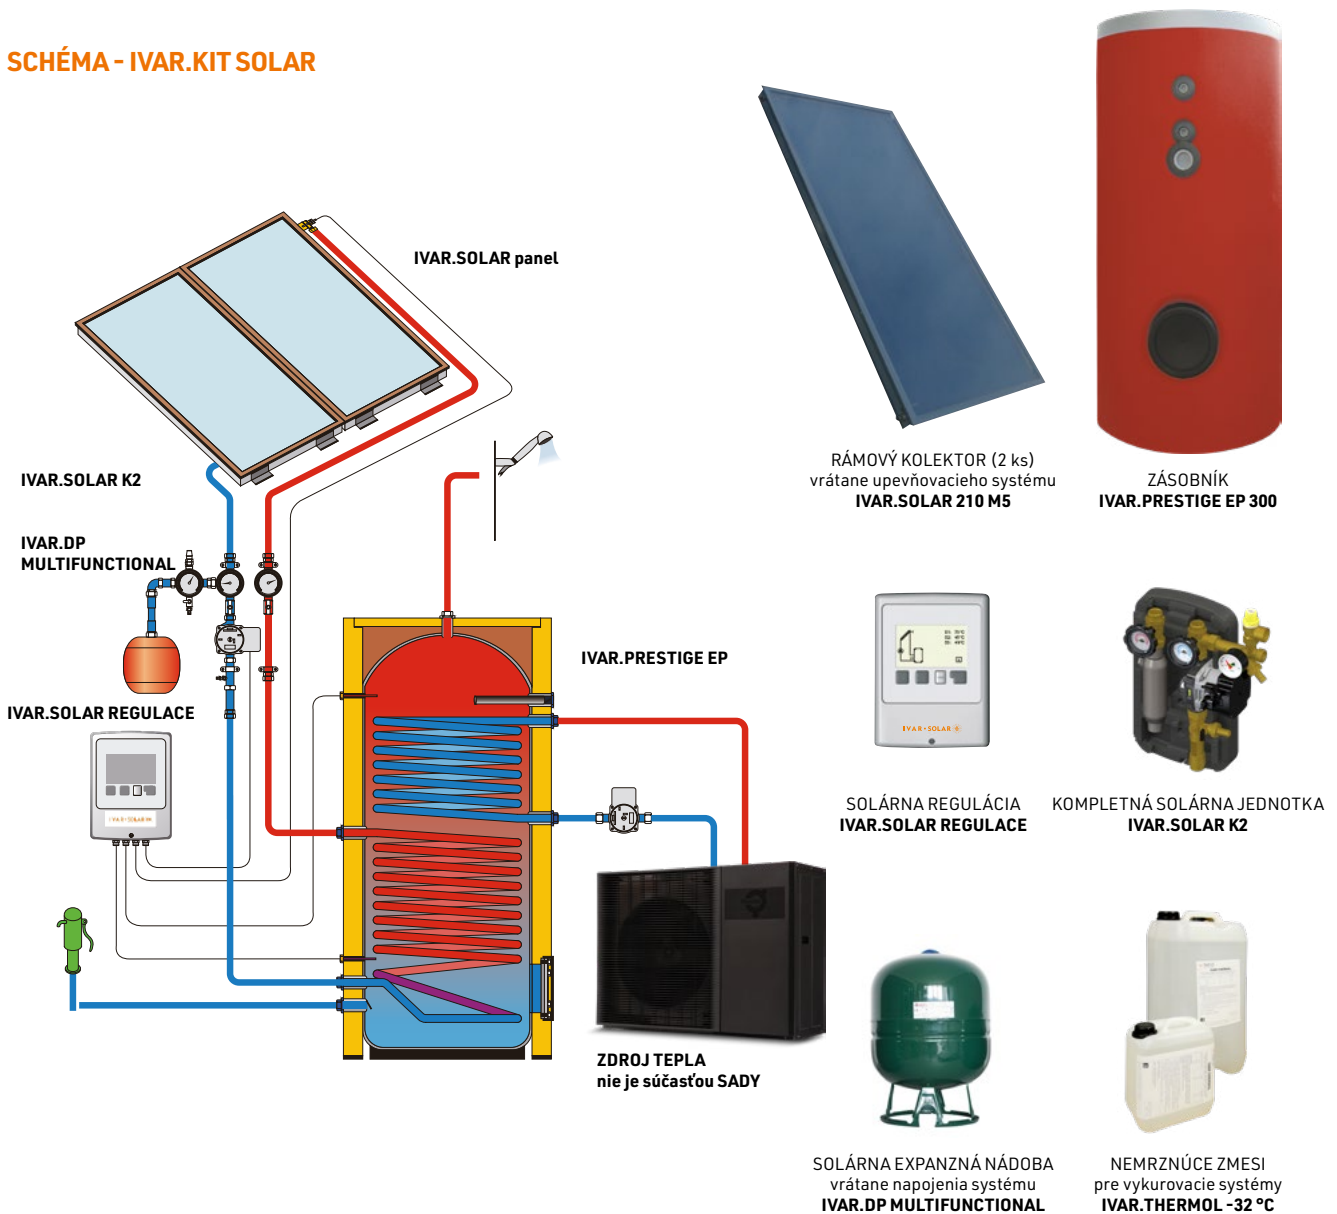 SCHÉMA - IVAR.KIT SOLAR
IVAR.SOLAR panel
IVAR.SOLAR K2
IVAR.DP
MULTIFUNCTIONAL
IVAR.SOLAR REGULACE
IVAR.PRESTIGE EP
ZDROJ TEPLA
nie je súčasťou SADY
RÁMOVÝ KOLEKTOR (2 ks)
vrátane upevňovacieho systému
IVAR.SOLAR 210 M5
ZÁSOBNÍK
IVAR.PRESTIGE EP 300
IVAR·SOLAR
SOLÁRNA REGULÁCIA
IVAR.SOLAR REGULACE
KOMPLETNÁ SOLÁRNA JEDNOTKA
IVAR.SOLAR K2
SOLÁRNA EXPANZNÁ NÁDOBA
vrátane napojenia systému
IVAR.DP MULTIFUNCTIONAL
NEMRZNÚCE ZMESI
pre vykurovacie systémy
IVAR.THERMOL -32 °C